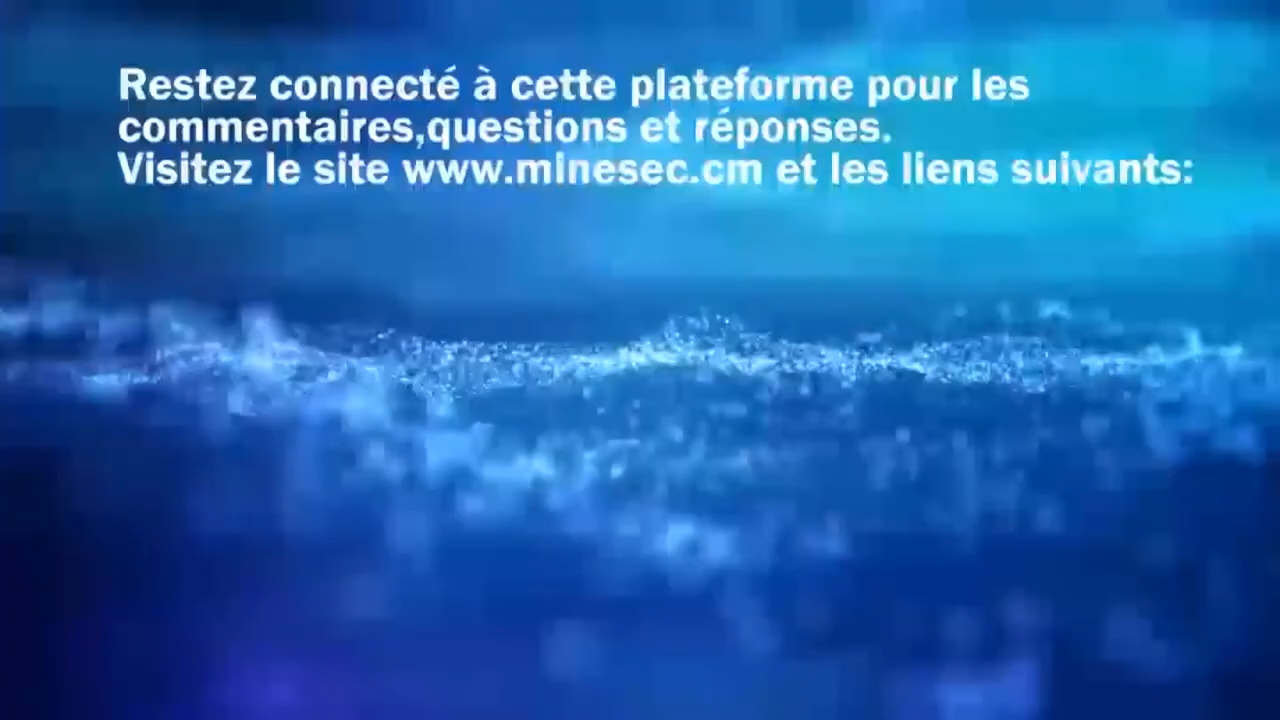 Restez connecté à cette plateforme pour les
commentaires,questions et réponses.
Visitez le site www.minesec.cm et les liens suivants: